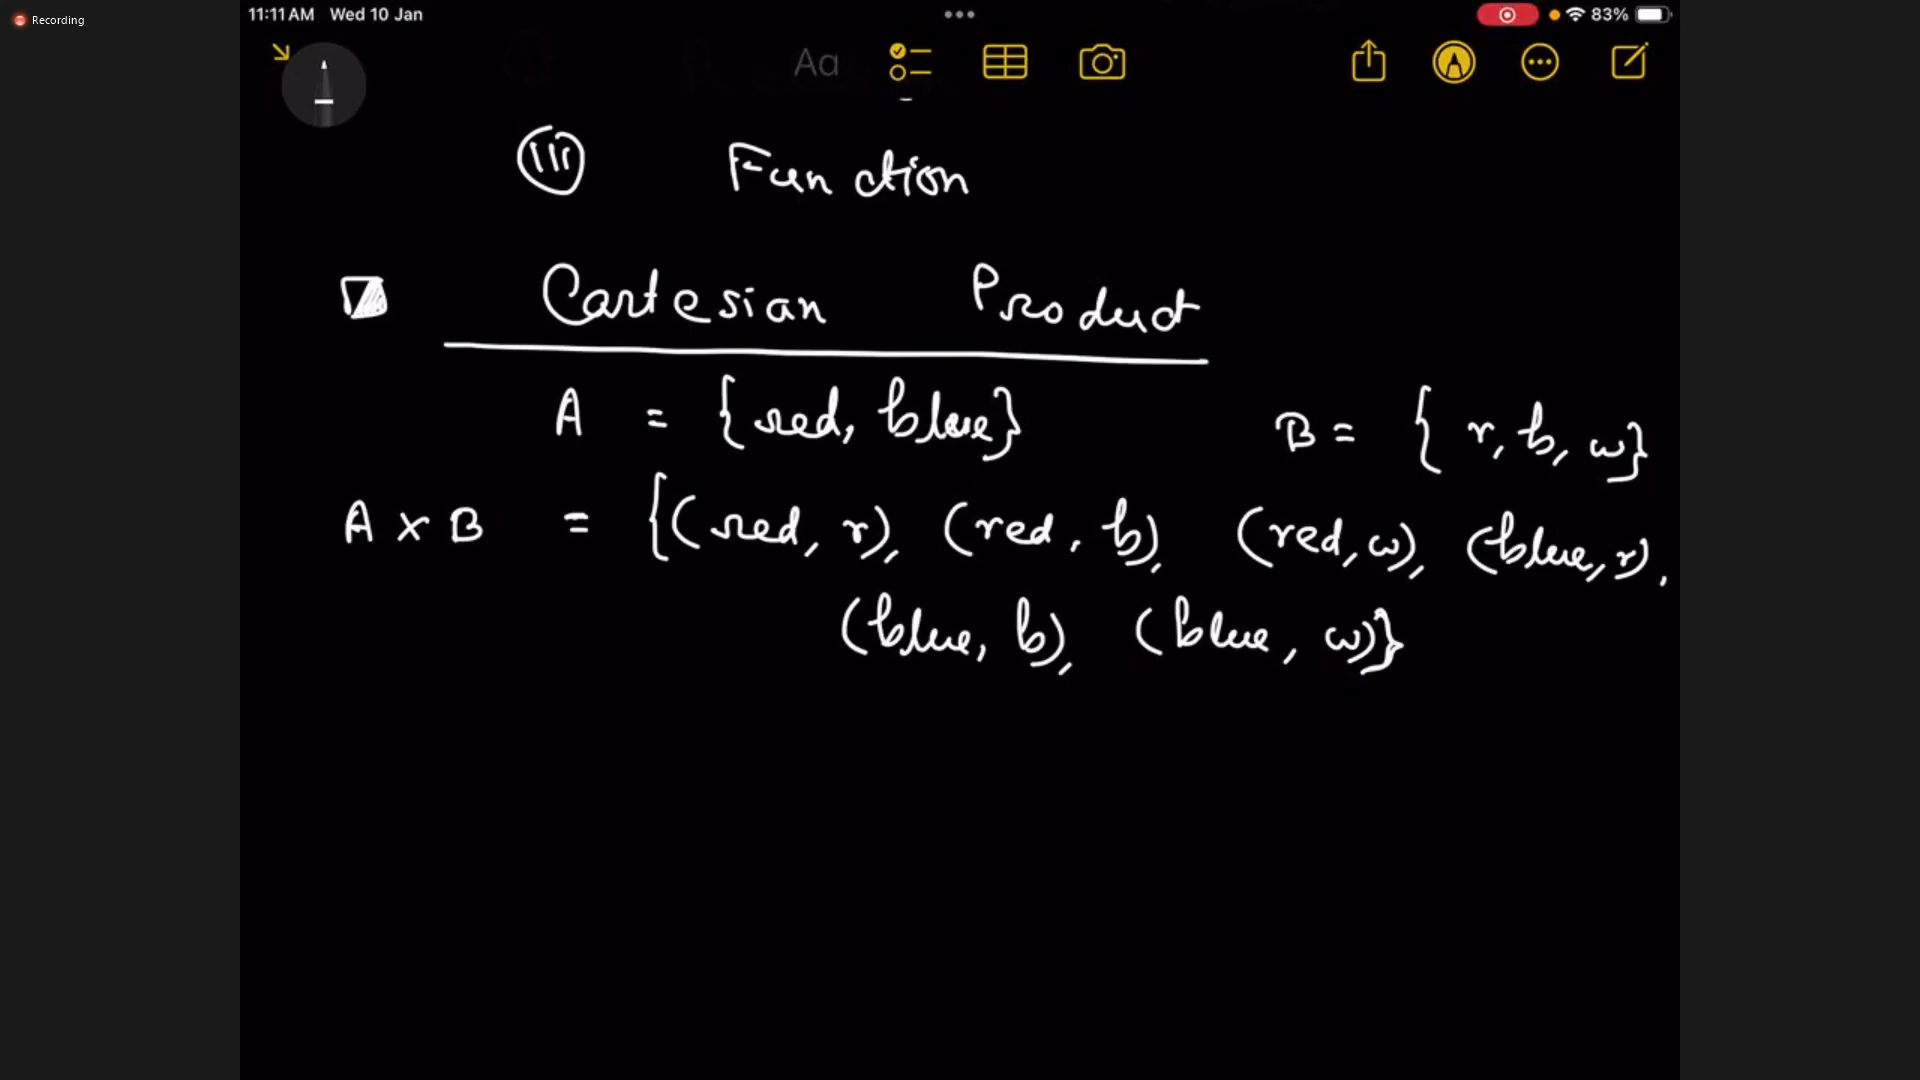 Recording
11:11 AM Wed 10 Jan
83%
Aa
(iii) Function
Cartesian Product
A = {red, blue} B = { r, b, w}
A × B = {(red, r), (red, b), (red, w), (blue, r),
(blue, b), (blue, w)}